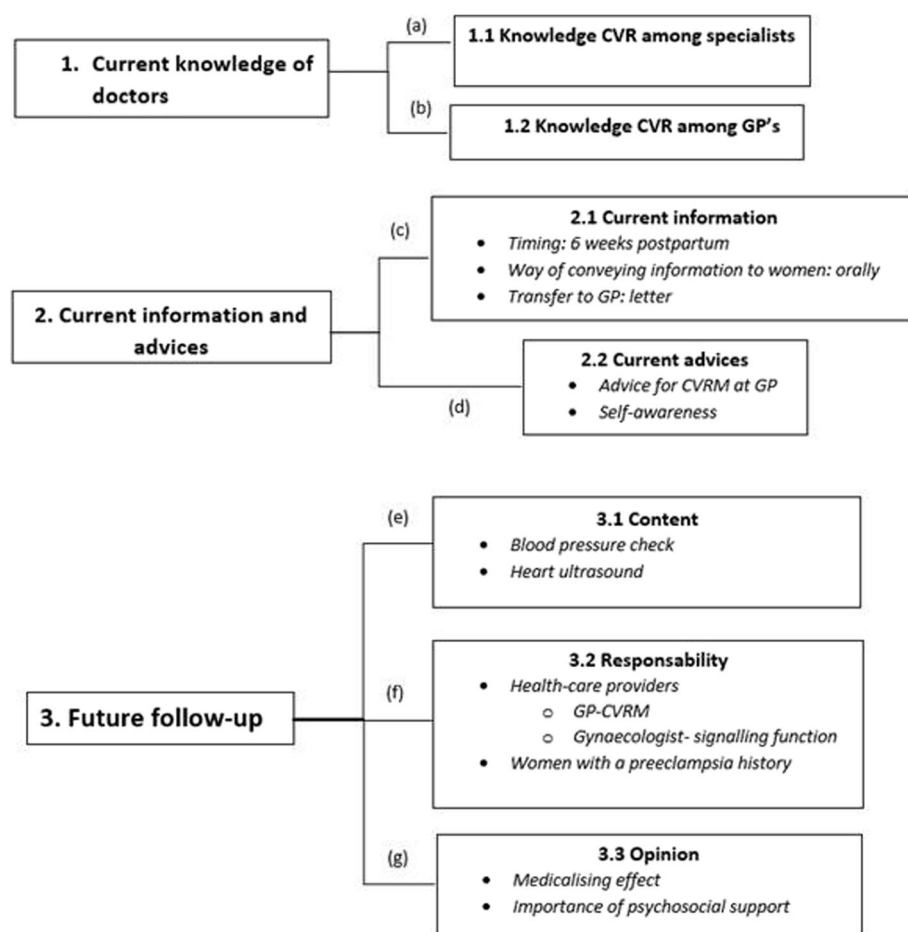 (a)
1.1 Knowledge CVR among specialists
1. Current knowledge of
doctors
(b)
1.2 Knowledge CVR among GP's
(c)
2.1 Current information
• Timing: 6 weeks postpartum
• Way of conveying information to women: orally
• Transfer to GP: letter
2. Current information and
advices
(d)
2.2 Current advices
• Advice for CVRM at GP
• Self-awareness
(e)
3.1 Content
• Blood pressure check
• Heart ultrasound
3. Future follow-up
(f)
3.2 Responsability
• Health-care providers
o GP-CVRM
o Gynaecologist- signalling function
• Women with a preeclampsia history
(g)
3.3 Opinion
• Medicalising effect
• Importance of psychosocial support